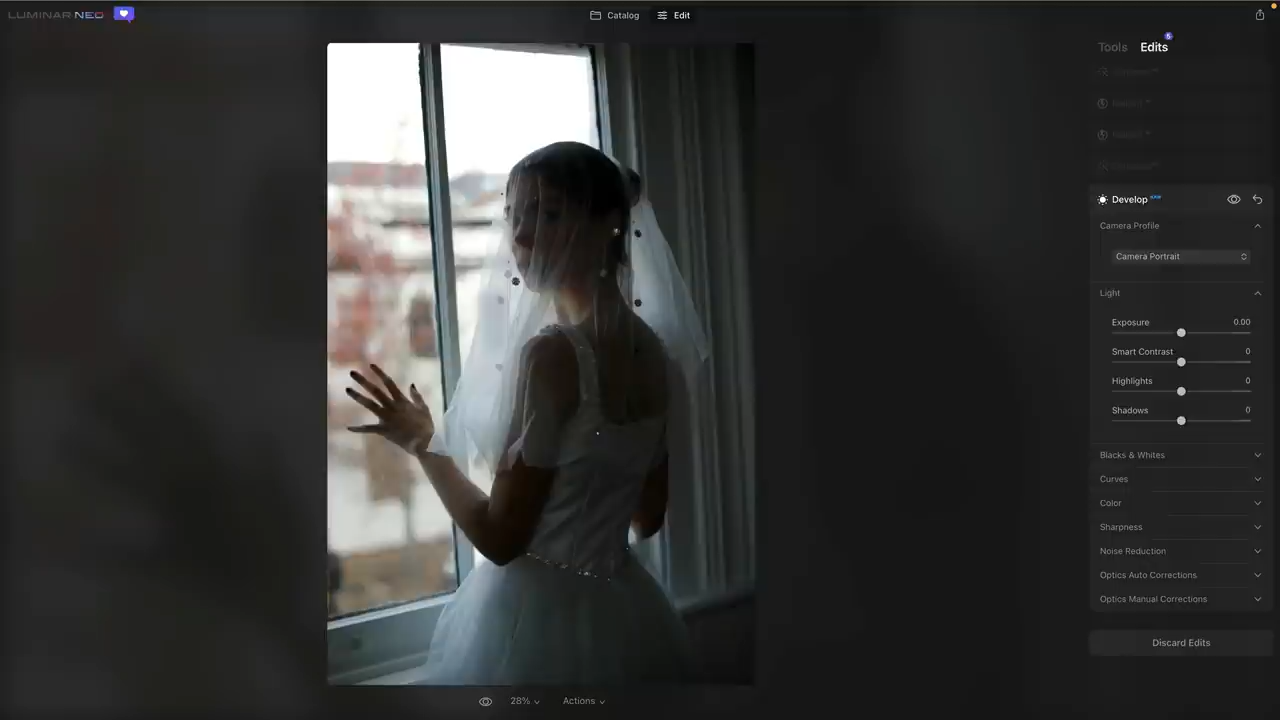 LUMINAR NEO
Catalog
Edit
Tools
Edits
5
Develop
Camera Profile
Camera Portrait
Light
Exposure 0.00
Smart Contrast 0
Highlights 0
Shadows 0
Blacks & Whites
Curves
Color
Sharpness
Noise Reduction
Optics Auto Corrections
Optics Manual Corrections
Discard Edits
28%
Actions